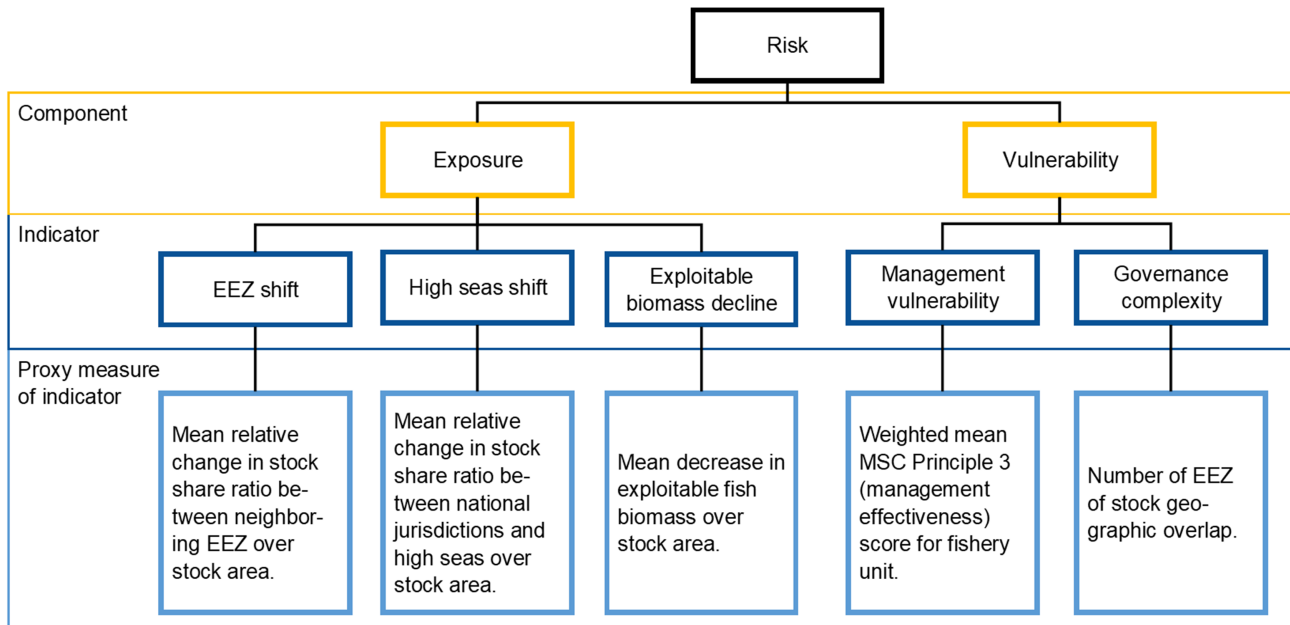 Risk
Component
Exposure
Vulnerability
Indicator
EEZ shift
High seas shift
Exploitable
biomass decline
Management
vulnerability
Governance
complexity
Proxy measure
of indicator
Mean relative
change in stock
share ratio be-
tween neighbor-
ing EEZ over
stock area.
Mean relative
change in stock
share ratio be-
tween national
jurisdictions and
high seas over
stock area.
Mean decrease in
exploitable fish
biomass over
stock area.
Weighted mean
MSC Principle 3
(management
effectiveness)
score for fishery
unit.
Number of EEZ
of stock geo-
graphic overlap.